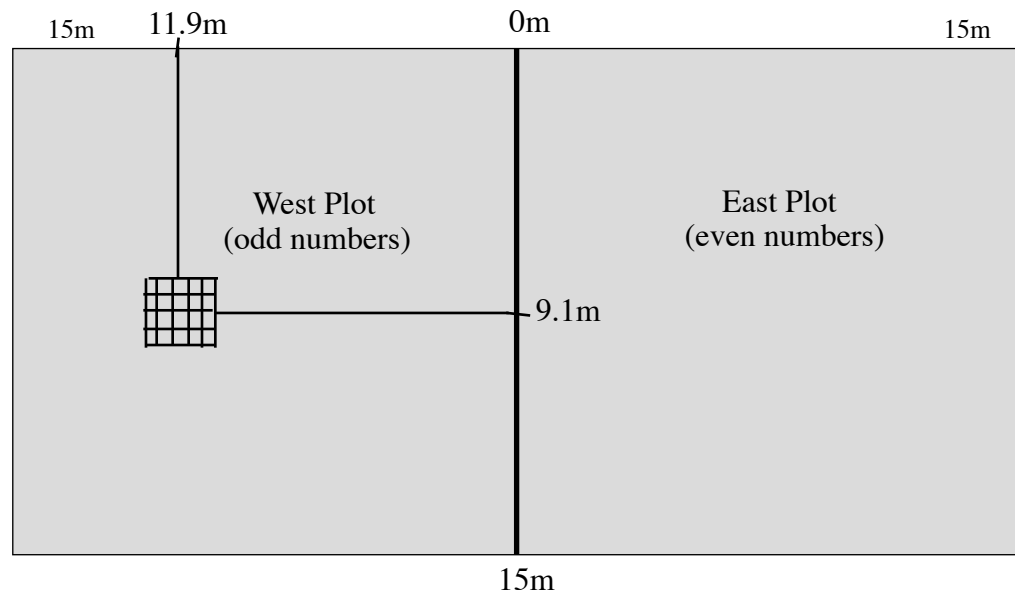 15m
11.9m
0m
15m
West Plot
(odd numbers)
East Plot
(even numbers)
9.1m
15m